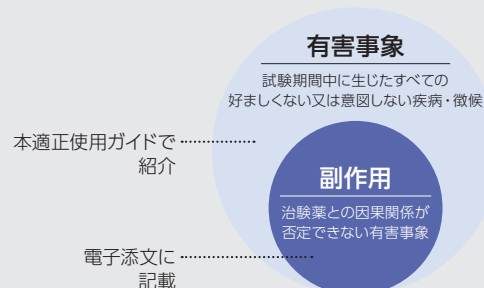 有害事象
試験期間中に生じたすべての
好ましくない又は意図しない疾病・徴候
本適正使用ガイドで
紹介
副作用
治験薬との因果関係が
否定できない有害事象
電子添文に
記載